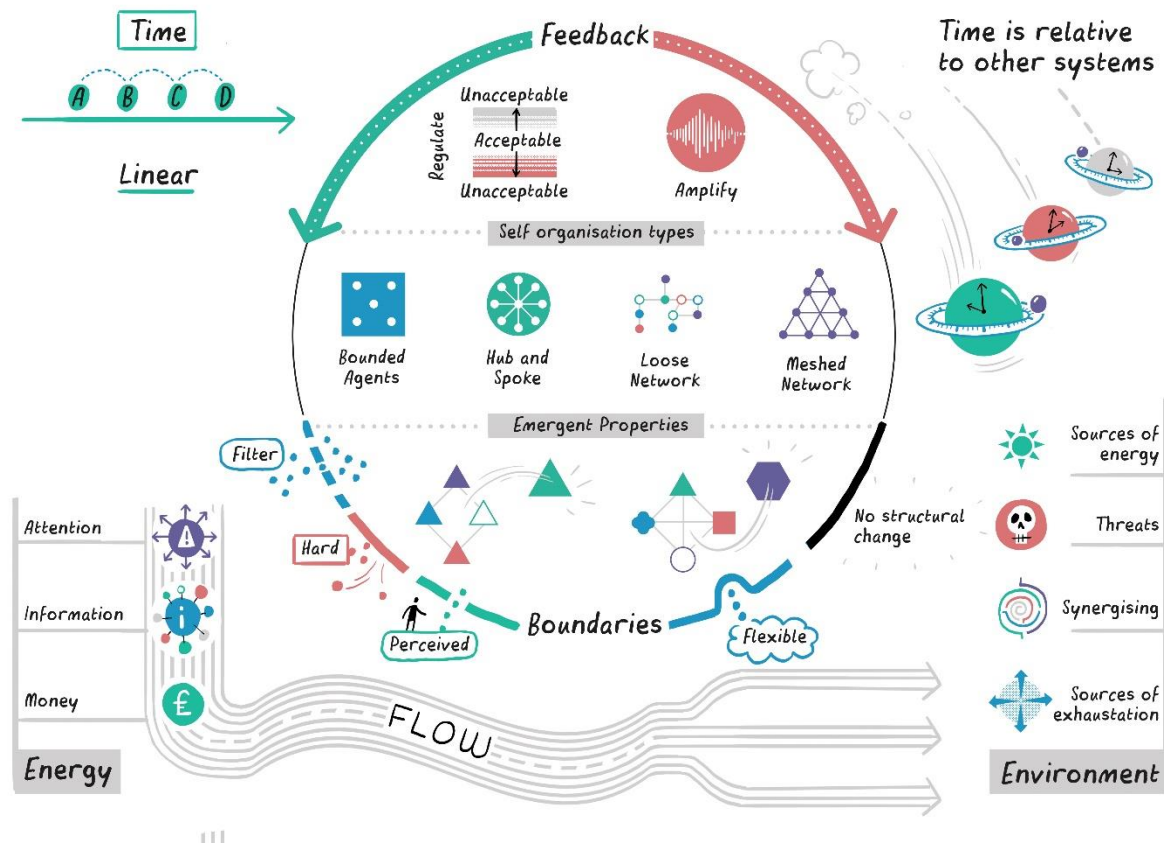 Time
A B C D
Linear
Feedback
Regulate
Unacceptable
Acceptable
Unacceptable
Amplify
Time is relative
to other systems
Self organisation types
Bounded
Agents
Hub and
Spoke
Loose
Network
Meshed
Network
Emergent Properties
Filter
Hard
Perceived
Boundaries
Flexible
No structural
change
Attention
Information
i
Money
£
Energy
FLOW
Sources of
energy
Threats
Synergising
Sources of
exhaustion
Environment